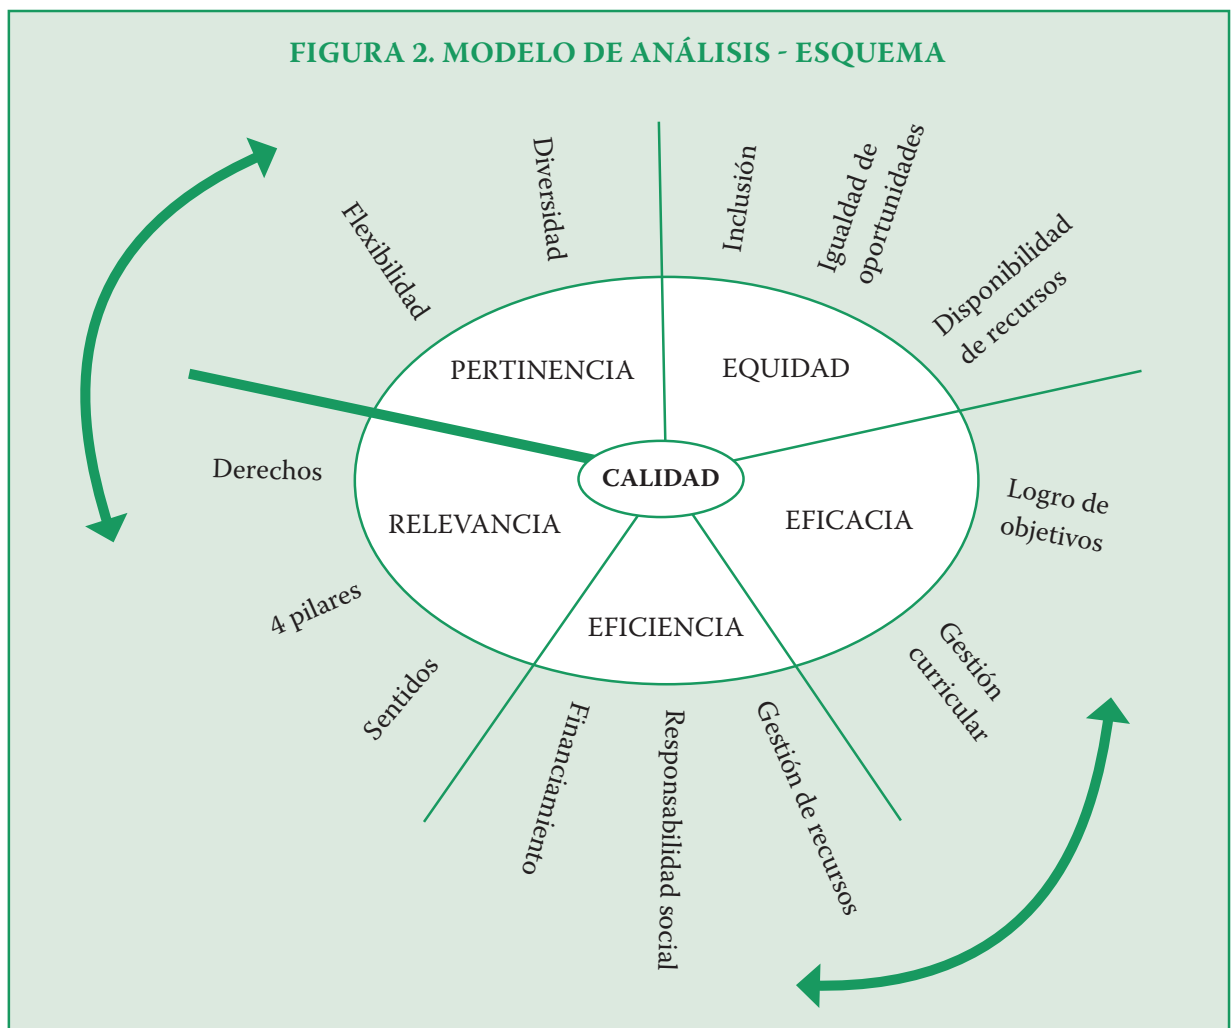 FIGURA 2. MODELO DE ANÁLISIS - ESQUEMA
Flexibilidad
Diversidad
Inclusión
Igualdad de
oportunidades
Disponibilidad
de recursos
PERTINENCIA
EQUIDAD
Derechos
CALIDAD
RELEVANCIA
EFICACIA
Logro de
objetivos
4 pilares
EFICIENCIA
Sentidos
Gestión
curricular
Financiamiento
Responsabilidad social
Gestión de recursos